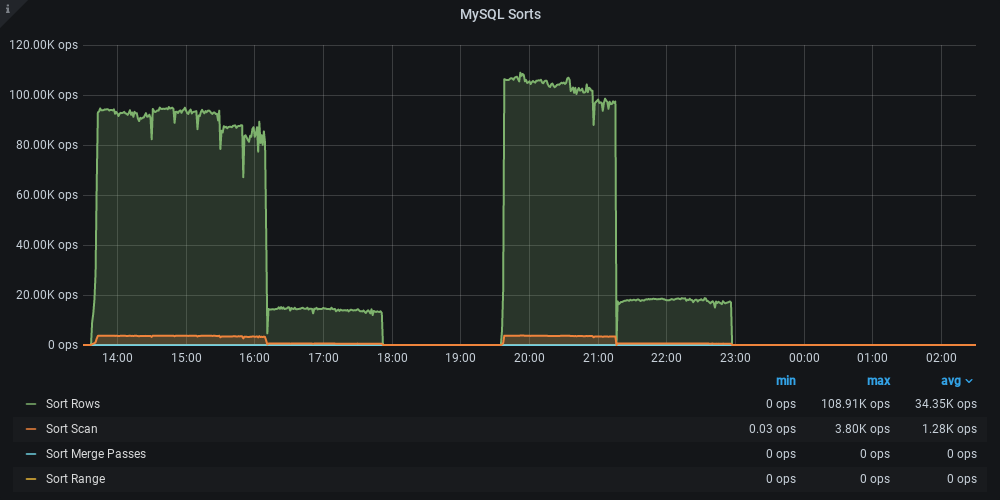 i
MySQL Sorts
120.00K ops
100.00K ops
80.00K ops
60.00K ops
40.00K ops
20.00K ops
0 ops
14:00 15:00 16:00 17:00 18:00 19:00 20:00 21:00 22:00 23:00 00:00 01:00 02:00
min max avg
Sort Rows 0 ops 108.91K ops 34.35K ops
Sort Scan 0.03 ops 3.80K ops 1.28K ops
Sort Merge Passes 0 ops 0 ops 0 ops
Sort Range 0 ops 0 ops 0 ops